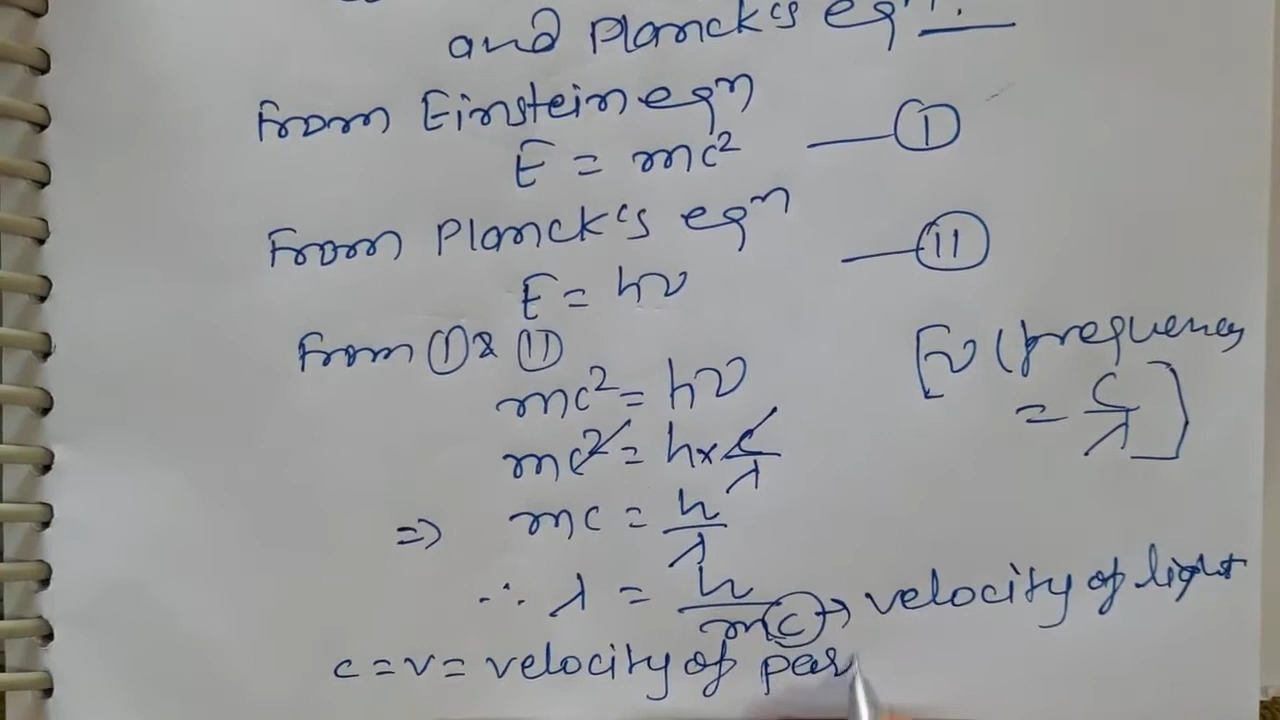 and Planck's eqn.
From Einstein eqn
E = mc² — (I)
From Planck's eqn
E = hν — (II)
From (I) & (II)
mc² = hν [ν (frequency
= c/λ]
mc² = h× c/λ
=> mc = h/λ
∴ λ = h/mc → velocity of light
c = v = velocity of par